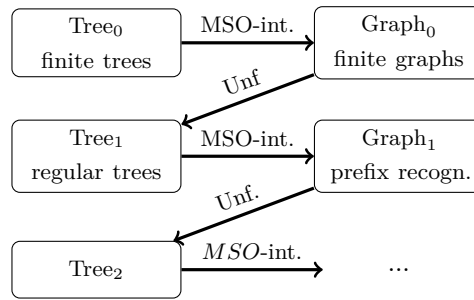 Tree₀
finite trees
MSO-int.
Graph₀
finite graphs
Unf
Tree₁
regular trees
MSO-int.
Graph₁
prefix recogn.
Unf.
Tree₂
MSO-int.
...